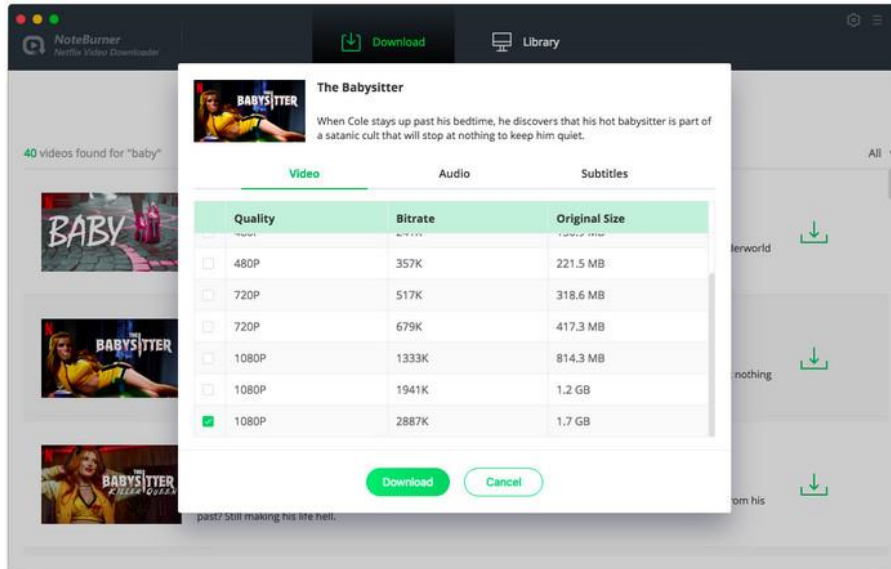 NoteBurner
Netflix Video Downloader
Download
Library
40 videos found for "baby"
All
BABY
N
THE BABYSITTER
The Babysitter
When Cole stays up past his bedtime, he discovers that his hot babysitter is part of
a satanic cult that will stop at nothing to keep him quiet.
Video Audio Subtitles
Quality Bitrate Original Size
480P 357K 221.5 MB
720P 517K 318.6 MB
720P 679K 417.3 MB
1080P 1333K 814.3 MB
1080P 1941K 1.2 GB
1080P 2887K 1.7 GB
Download Cancel
N
THE BABYSITTER
nothing
THE BABYSITTER
KILLER QUEEN
past? Still making his life hell.